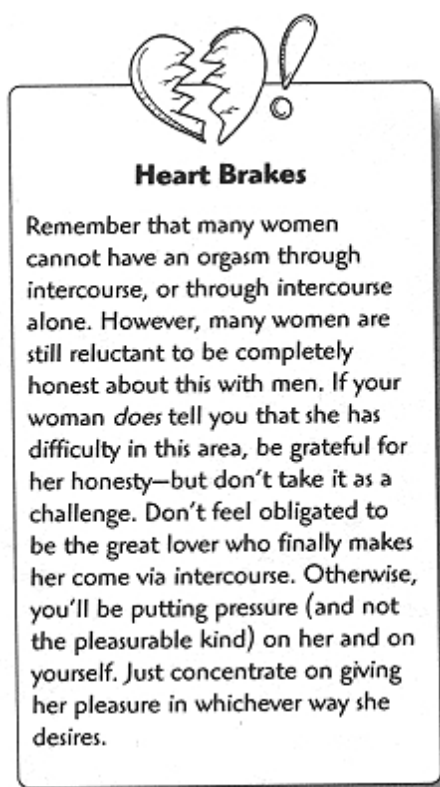 Heart Brakes
Remember that many women
cannot have an orgasm through
intercourse, or through intercourse
alone. However, many women are
still reluctant to be completely
honest about this with men. If your
woman does tell you that she has
difficulty in this area, be grateful for
her honesty—but don't take it as a
challenge. Don't feel obligated to
be the great lover who finally makes
her come via intercourse. Otherwise,
you'll be putting pressure (and not
the pleasurable kind) on her and on
yourself. Just concentrate on giving
her pleasure in whichever way she
desires.